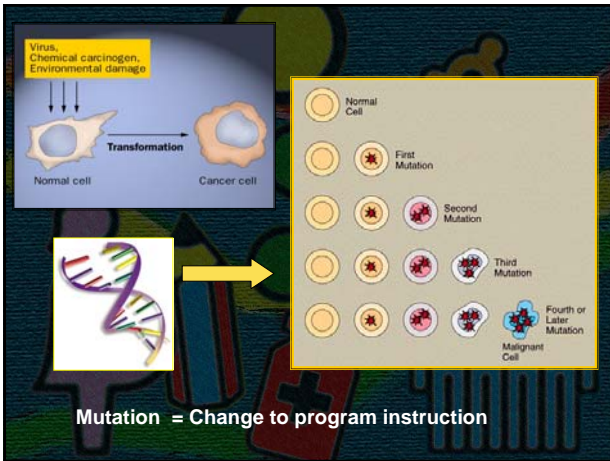 Virus,
Chemical carcinogen,
Environmental damage
Transformation
Normal cell
Cancer cell
Normal
Cell
First
Mutation
Second
Mutation
Third
Mutation
Fourth or
Later
Mutation
Malignant
Cell
Mutation = Change to program instruction